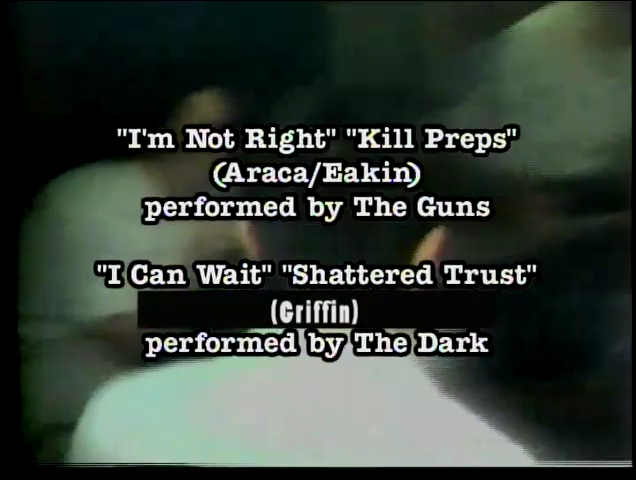 "I'm Not Right" "Kill Preps"
(Araca/Eakin)
performed by The Guns
"I Can Wait" "Shattered Trust"
(Griffin)
performed by The Dark